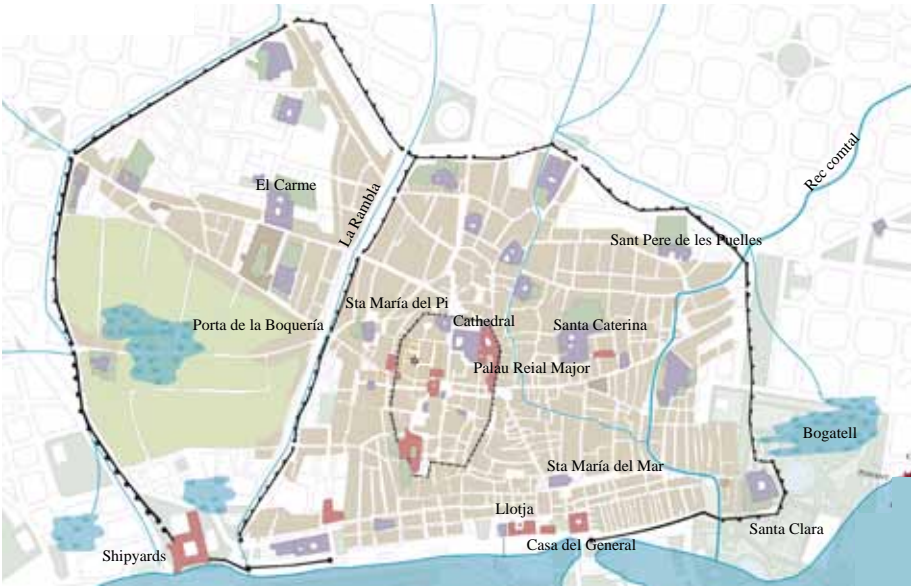 El Carme
La Rambla
Rec comtal
Sant Pere de les Puelles
Sta María del Pi
Porta de la Boquería
Cathedral
Santa Caterina
Palau Reial Major
Bogatell
Sta María del Mar
Llotja
Santa Clara
Casa del General
Shipyards